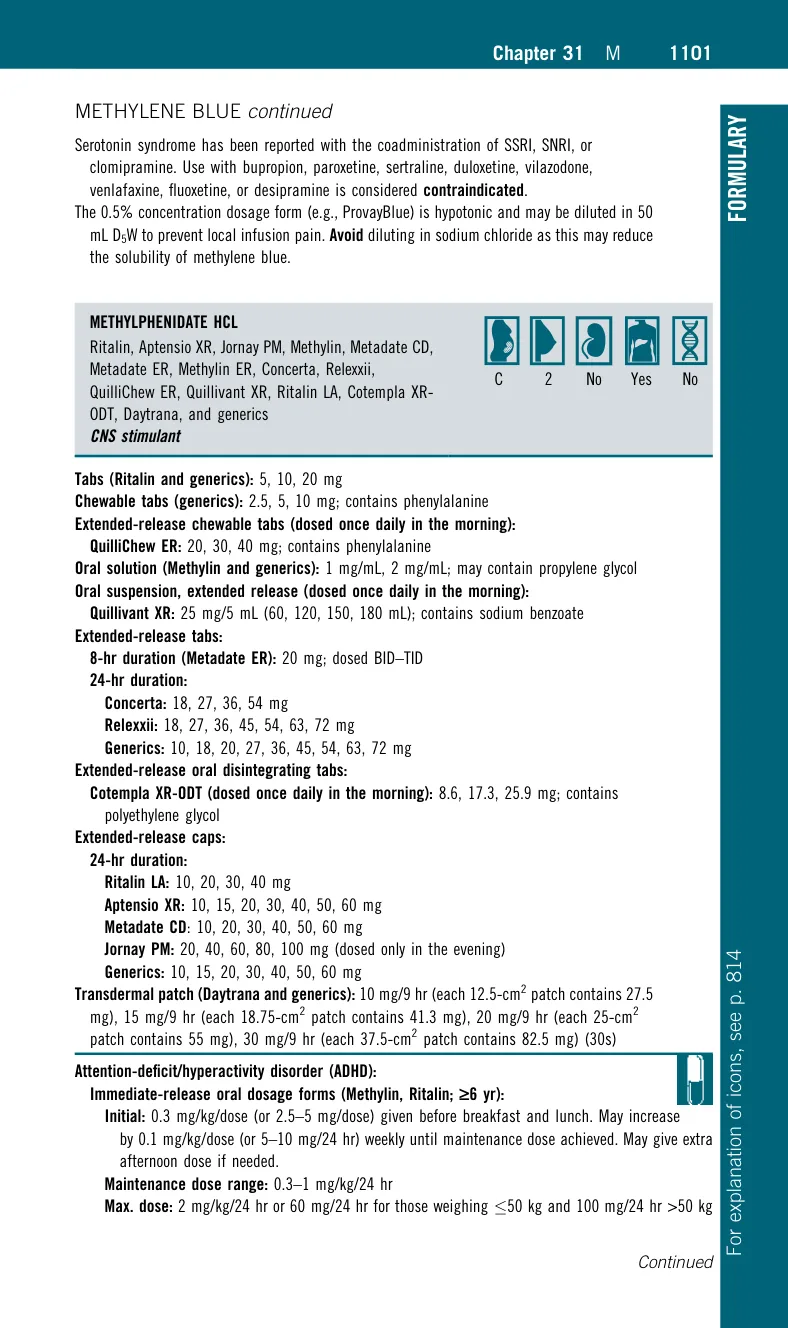 Chapter 31 M 1101
METHYLENE BLUE continued
Serotonin syndrome has been reported with the coadministration of SSRI, SNRI, or
clomipramine. Use with bupropion, paroxetine, sertraline, duloxetine, vilazodone,
venlafaxine, fluoxetine, or desipramine is considered contraindicated.
The 0.5% concentration dosage form (e.g., ProvayBlue) is hypotonic and may be diluted in 50
mL D₅W to prevent local infusion pain. Avoid diluting in sodium chloride as this may reduce
the solubility of methylene blue.
METHYLPHENIDATE HCL
Ritalin, Aptensio XR, Jornay PM, Methylin, Metadate CD,
Metadate ER, Methylin ER, Concerta, Relexxii,
QuilliChew ER, Quillivant XR, Ritalin LA, Cotempla XR-
ODT, Daytrana, and generics
CNS stimulant
C 2 No Yes No
Tabs (Ritalin and generics): 5, 10, 20 mg
Chewable tabs (generics): 2.5, 5, 10 mg; contains phenylalanine
Extended-release chewable tabs (dosed once daily in the morning):
QuilliChew ER: 20, 30, 40 mg; contains phenylalanine
Oral solution (Methylin and generics): 1 mg/mL, 2 mg/mL; may contain propylene glycol
Oral suspension, extended release (dosed once daily in the morning):
Quillivant XR: 25 mg/5 mL (60, 120, 150, 180 mL); contains sodium benzoate
Extended-release tabs:
8-hr duration (Metadate ER): 20 mg; dosed BID–TID
24-hr duration:
Concerta: 18, 27, 36, 54 mg
Relexxii: 18, 27, 36, 45, 54, 63, 72 mg
Generics: 10, 18, 20, 27, 36, 45, 54, 63, 72 mg
Extended-release oral disintegrating tabs:
Cotempla XR-ODT (dosed once daily in the morning): 8.6, 17.3, 25.9 mg; contains
polyethylene glycol
Extended-release caps:
24-hr duration:
Ritalin LA: 10, 20, 30, 40 mg
Aptensio XR: 10, 15, 20, 30, 40, 50, 60 mg
Metadate CD: 10, 20, 30, 40, 50, 60 mg
Jornay PM: 20, 40, 60, 80, 100 mg (dosed only in the evening)
Generics: 10, 15, 20, 30, 40, 50, 60 mg
Transdermal patch (Daytrana and generics): 10 mg/9 hr (each 12.5-cm² patch contains 27.5
mg), 15 mg/9 hr (each 18.75-cm² patch contains 41.3 mg), 20 mg/9 hr (each 25-cm²
patch contains 55 mg), 30 mg/9 hr (each 37.5-cm² patch contains 82.5 mg) (30s)
Attention-deficit/hyperactivity disorder (ADHD):
Immediate-release oral dosage forms (Methylin, Ritalin; ≥6 yr):
Initial: 0.3 mg/kg/dose (or 2.5–5 mg/dose) given before breakfast and lunch. May increase
by 0.1 mg/kg/dose (or 5–10 mg/24 hr) weekly until maintenance dose achieved. May give extra
afternoon dose if needed.
Maintenance dose range: 0.3–1 mg/kg/24 hr
Max. dose: 2 mg/kg/24 hr or 60 mg/24 hr for those weighing ≤50 kg and 100 mg/24 hr >50 kg
Continued
FORMULARY
For explanation of icons, see p. 814